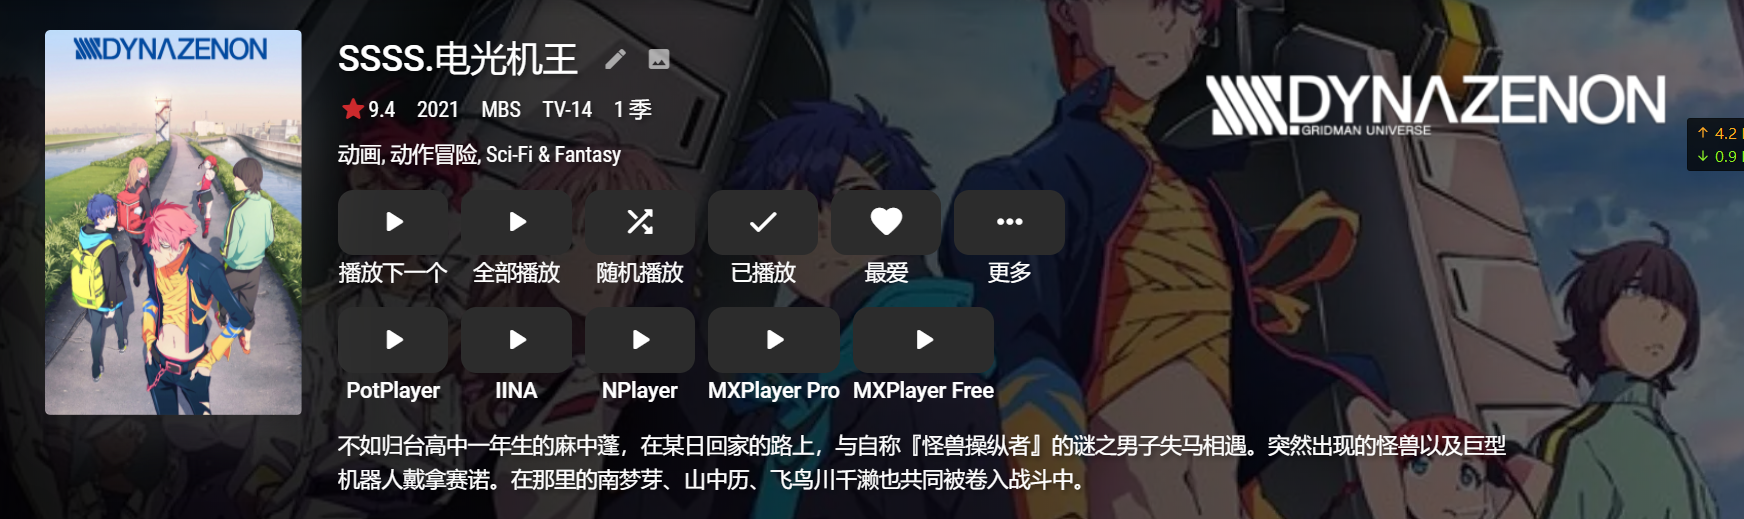 DYNAZENON
SSSS.电光机王
9.4 2021 MBS TV-14 1 季
动画, 动作冒险, Sci-Fi & Fantasy
DYNAZENON
GRIDMAN UNIVERSE
↑ 4.2
↓ 0.9
播放下一个 全部播放 随机播放 已播放 最爱 更多
PotPlayer IINA NPlayer MXPlayer Pro MXPlayer Free
不如归台高中一年生的麻中蓬，在某日回家的路上，与自称『怪兽操纵者』的谜之男子失马相遇。突然出现的怪兽以及巨型
机器人戴拿赛诺。在那里的南梦芽、山中历、飞鸟川千濑也共同被卷入战斗中。